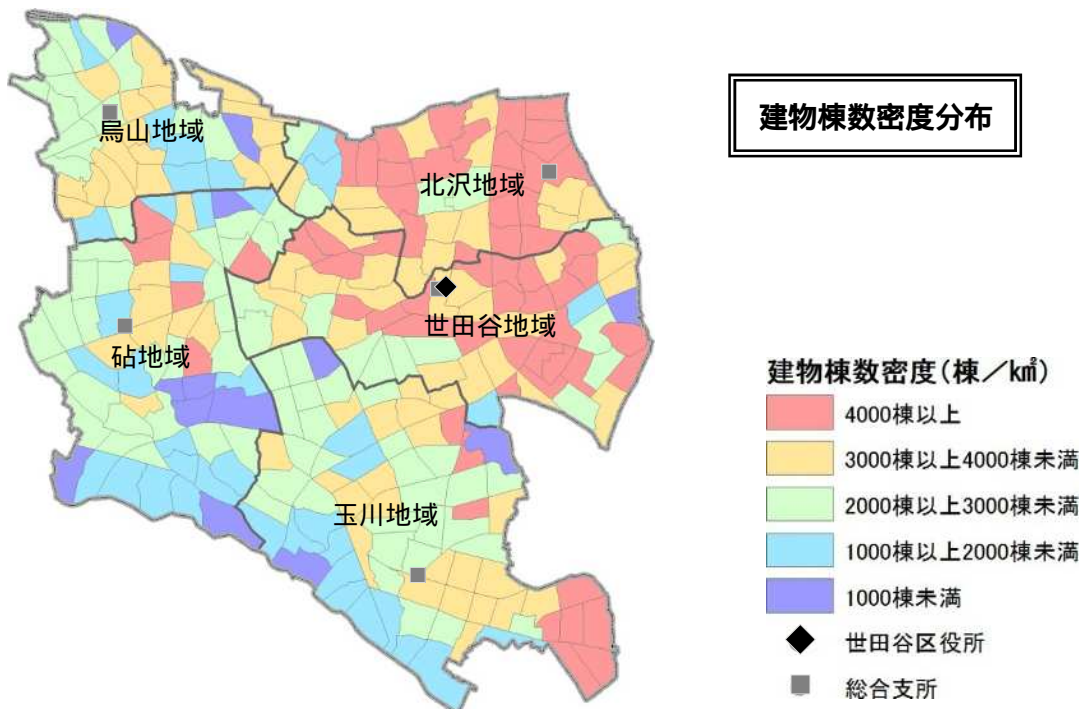 建物棟数密度分布
烏山地域
北沢地域
世田谷地域
砧地域
玉川地域
建物棟数密度(棟/k㎡)
4000棟以上
3000棟以上4000棟未満
2000棟以上3000棟未満
1000棟以上2000棟未満
1000棟未満
世田谷区役所
総合支所